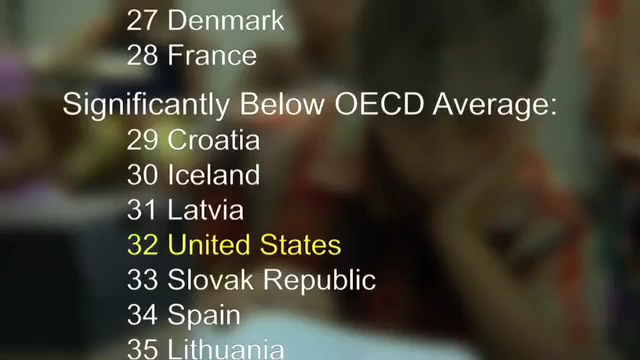 27 Denmark
28 France
Significantly Below OECD Average:
29 Croatia
30 Iceland
31 Latvia
32 United States
33 Slovak Republic
34 Spain
35 Lithuania